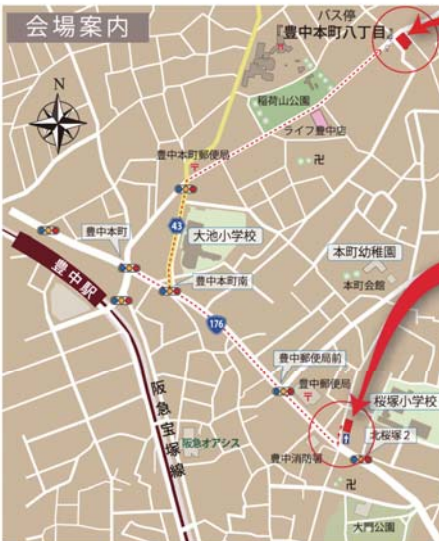 会場案内
バス停
『豊中本町八丁目』
N
稲荷山公園
ライフ豊中店
卍
豊中本町郵便局
〒
43
大池小学校
豊中本町
本町幼稚園
本町会館
豊中駅
豊中本町南
176
豊中郵便局前
豊中郵便局
〒
阪急宝塚線
桜塚小学校
阪急オアシス
北桜塚2
豊中消防署
卍
大門公園